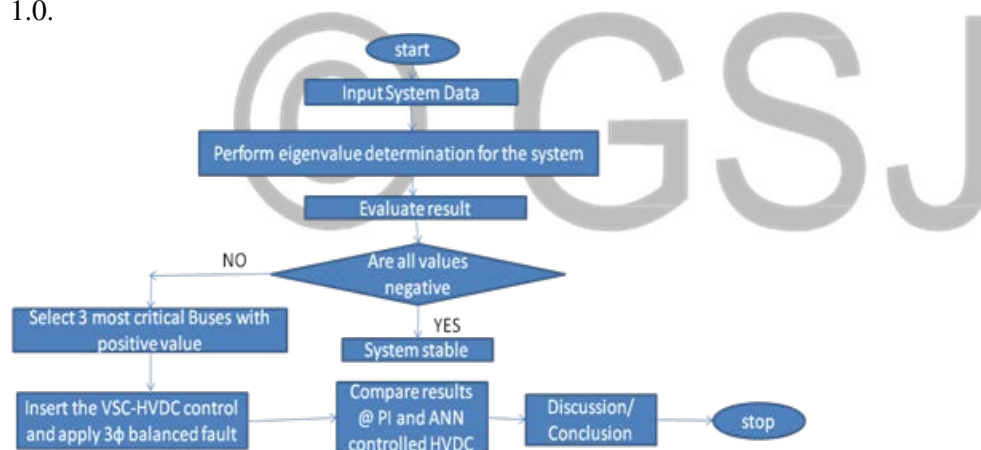 1.0.
© GSJ
start
Input System Data
Perform eigenvalue determination for the system
Evaluate result
Are all values
negative
NO
YES
Select 3 most critical Buses with
positive value
System stable
Insert the VSC-HVDC control
and apply 3ϕ balanced fault
Compare results
@ PI and ANN
controlled HVDC
Discussion/
Conclusion
stop